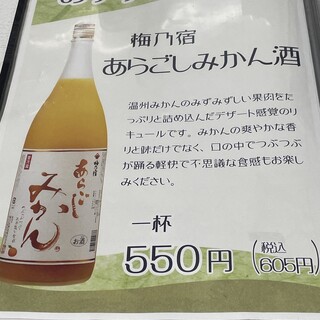 梅乃宿
あらごしみかん酒
温州みかんのみずみずしい果肉をた
っぷりと詰め込んだデザート感覚のリ
キュールです。みかんの爽やかな香
りと味だけでなく、口の中でつぶつぶ
が踊る軽快で不思議な食感もお楽し
みください。
一杯
550円
(税込
605円)
梅乃宿
あらごし
みかん
お酒